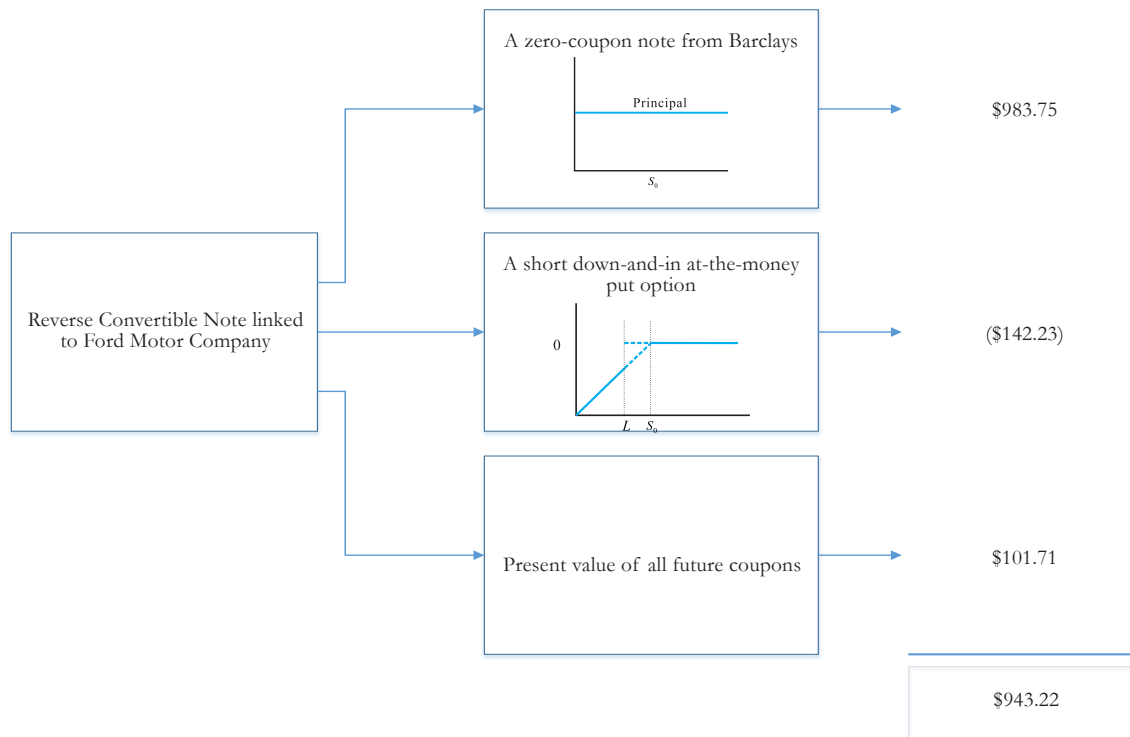 A zero-coupon note from Barclays
Principal
S₀
$983.75
Reverse Convertible Note linked
to Ford Motor Company
A short down-and-in at-the-money
put option
0
L S₀
($142.23)
Present value of all future coupons
$101.71
$943.22